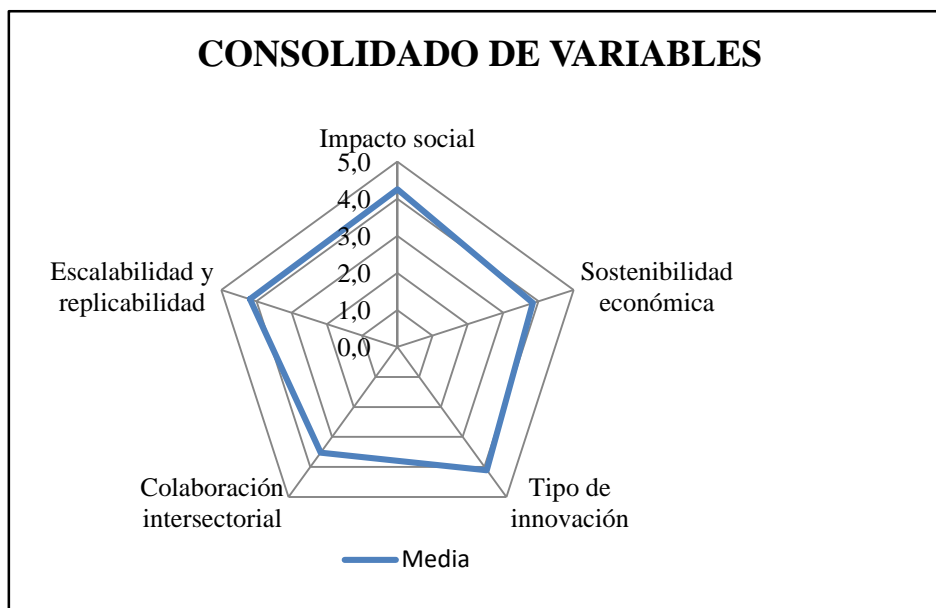 CONSOLIDADO DE VARIABLES
Impacto social
5,0
4,0
3,0
2,0
1,0
0,0
Sostenibilidad
económica
Tipo de
innovación
Colaboración
intersectorial
Escalabilidad y
replicabilidad
Media